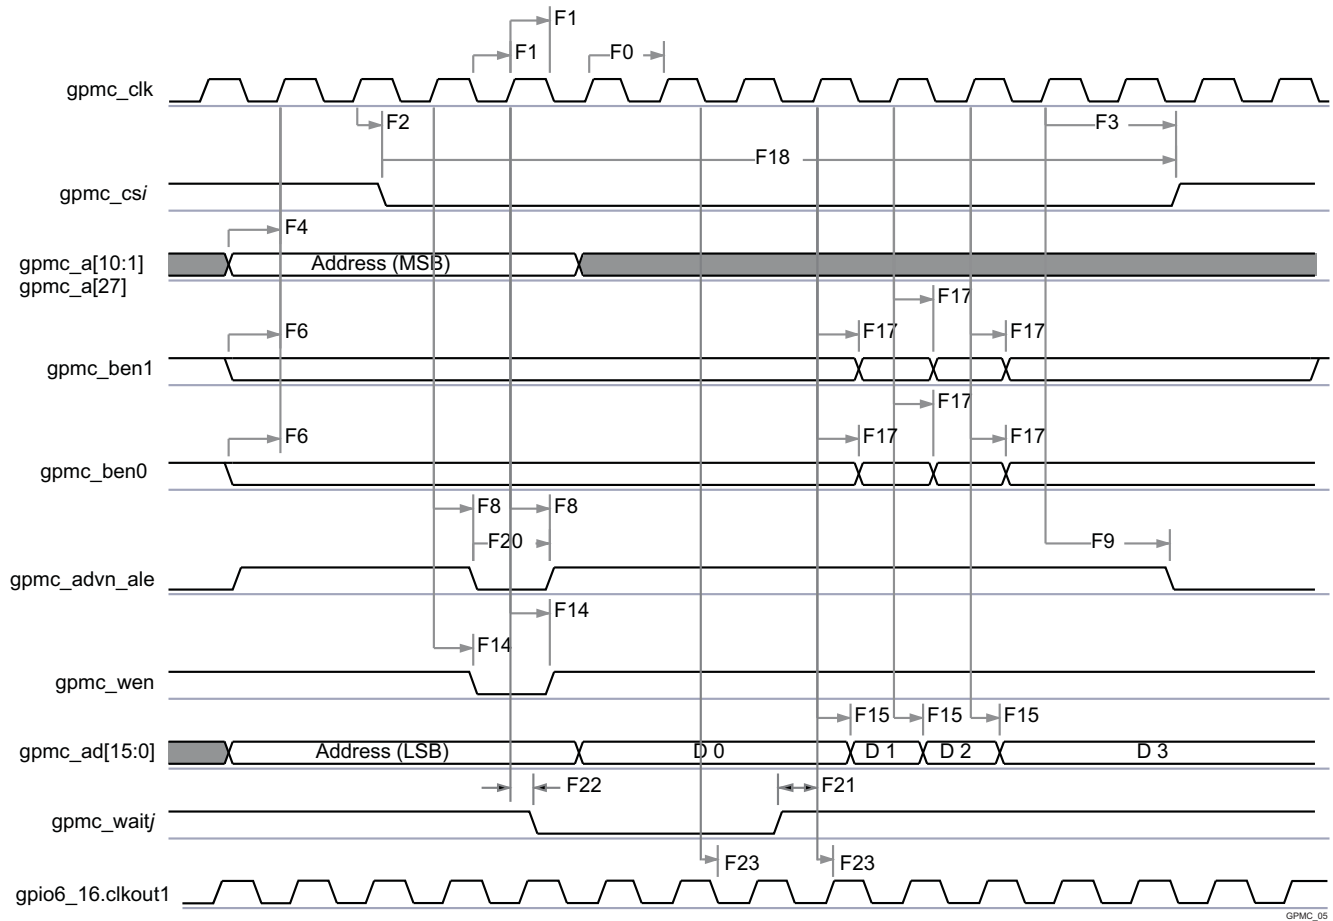 F1
F1
F0
gpmc_clk
F2
F3
F18
gpmc_csi
F4
gpmc_a[10:1]
Address (MSB)
gpmc_a[27]
F17
F6
F17
F17
gpmc_ben1
F17
F6
F17
F17
gpmc_ben0
F8
F8
F20
F9
gpmc_advn_ale
F14
F14
gpmc_wen
F15
F15
F15
gpmc_ad[15:0]
Address (LSB)
D 0
D 1
D 2
D 3
F22
F21
gpmc_waitj
F23
F23
gpio6_16.clkout1
GPMC_05